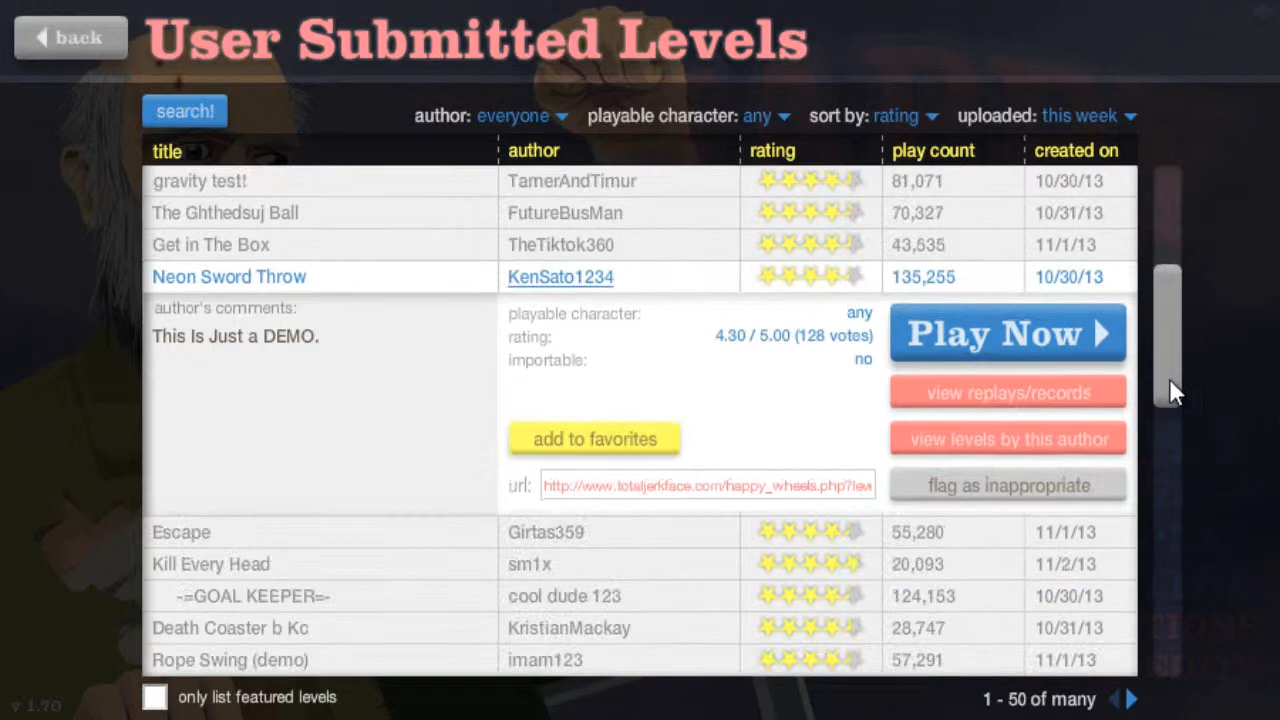 back
User Submitted Levels
search!
author: everyone playable character: any sort by: rating uploaded: this week
title author rating play count created on
gravity test! TamerAndTimur 81,071 10/30/13
The Ghthedsuj Ball FutureBusMan 70,327 10/31/13
Get in The Box TheTiktok360 43,535 11/1/13
Neon Sword Throw KenSato1234 135,255 10/30/13
author's comments:
This Is Just a DEMO.
playable character: any
rating: 4.30 / 5.00 (128 votes)
importable: no
Play Now
view replays/records
add to favorites
view levels by this author
url: http://www.totaljerkface.com/happy_wheels.php?lev
flag as inappropriate
Escape Girtas359 55,280 11/1/13
Kill Every Head sm1x 20,093 11/2/13
-=GOAL KEEPER=- cool dude 123 124,153 10/30/13
Death Coaster b Kc KristianMackay 28,747 10/31/13
Rope Swing (demo) imam123 57,291 11/1/13
v 1.70
only list featured levels
1 - 50 of many